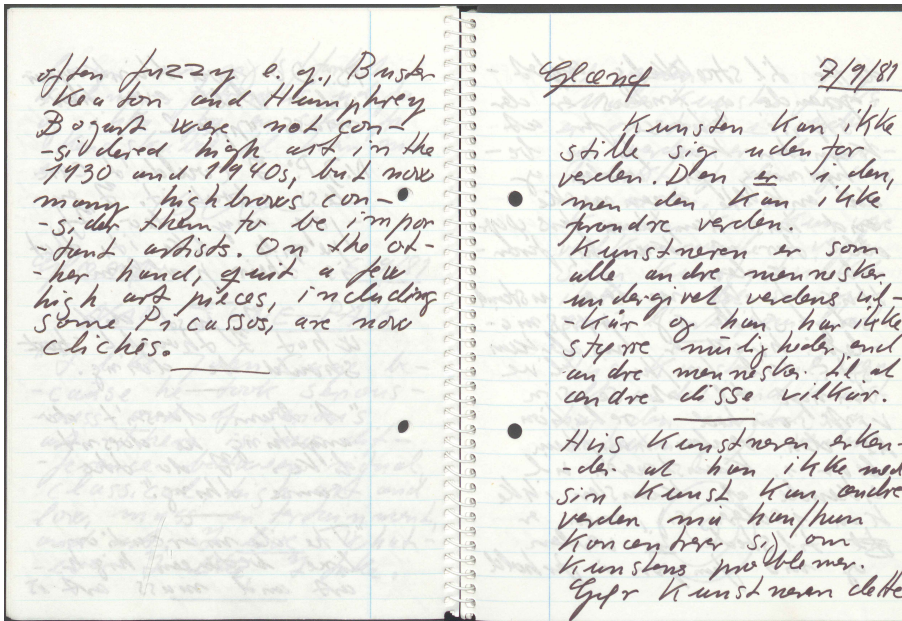 often fuzzy e.g., Buster
Keaton and Humphrey
Bogart were not con-
-sidered high art in the
1930 and 1940s, but now
many highbrows con-
-sider them to be impor
-tant artists. On the ot-
-her hand, quit a few
high art pieces, including
some Picassos, are now
clichés.
Glænø 7/9/81
Kunsten kan ikke
stille sig udenfor
verden. Den er i den,
men den kan ikke
forandre verden.
Kunstneren er som
alle andre mennesker
undergivet verdens vil-
-kår og han har ikke
større muligheder end
andre mennesker til at
ændre disse vilkår.
Hvis kunstneren erken-
-der at han ikke med
sin kunst kan ændre
verden må han/hun
koncentrere sig om
kunstens problemer.
Gør kunstneren dette